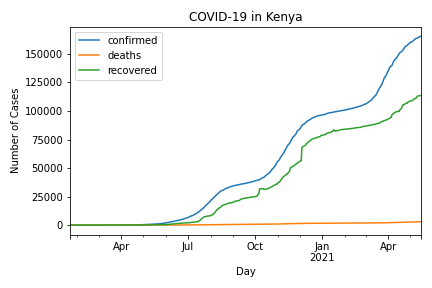 COVID-19 in Kenya
confirmed
deaths
recovered
Number of Cases
150000
125000
100000
75000
50000
25000
0
Apr
Jul
Oct
Jan
2021
Apr
Day